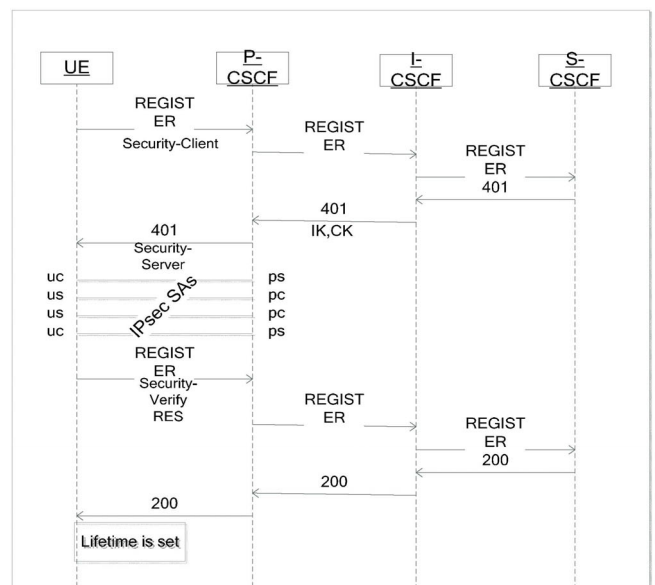 UE
P-
CSCF
I-
CSCF
S-
CSCF
REGIST
ER
Security-Client
REGIST
ER
REGIST
ER
401
401
IK,CK
401
Security-
Server
uc
ps
us
pc
us
pc
uc
ps
IPsec SAs
REGIST
ER
Security-
Verify
RES
REGIST
ER
REGIST
ER
200
200
200
Lifetime is set